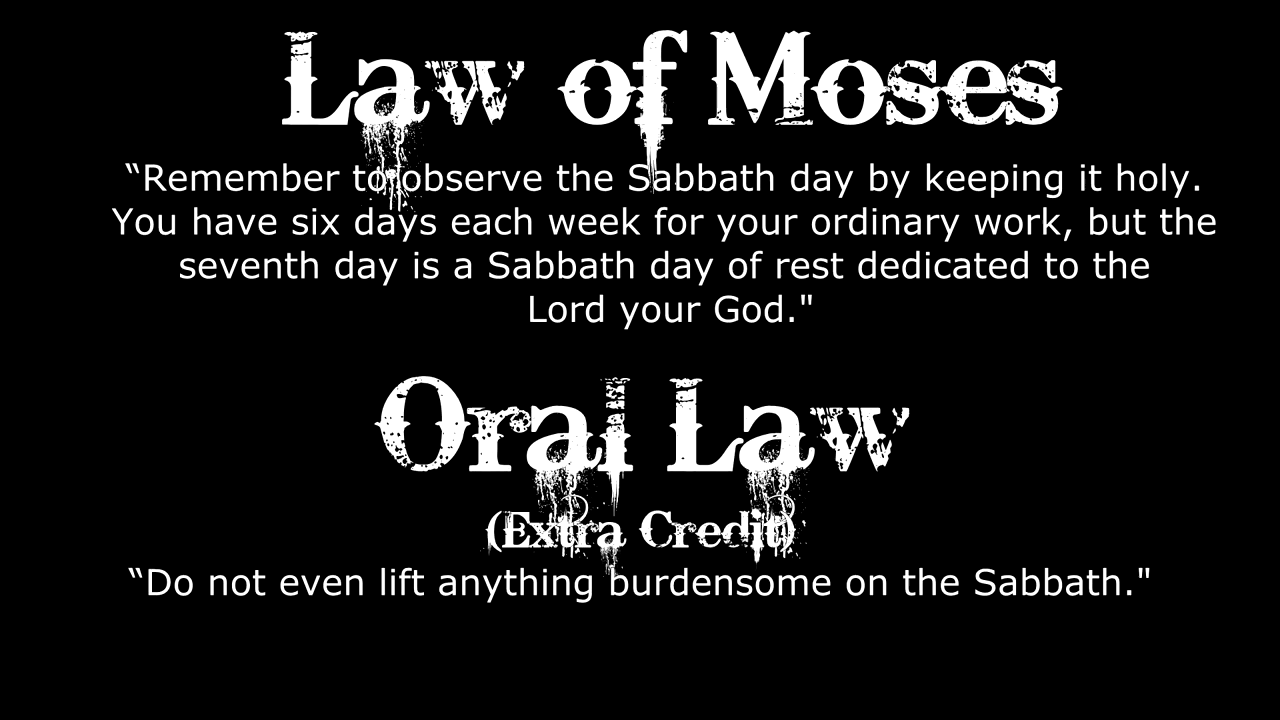 Law of Moses
“Remember to observe the Sabbath day by keeping it holy.
You have six days each week for your ordinary work, but the
seventh day is a Sabbath day of rest dedicated to the
Lord your God."
Oral Law
(Extra Credit)
“Do not even lift anything burdensome on the Sabbath."